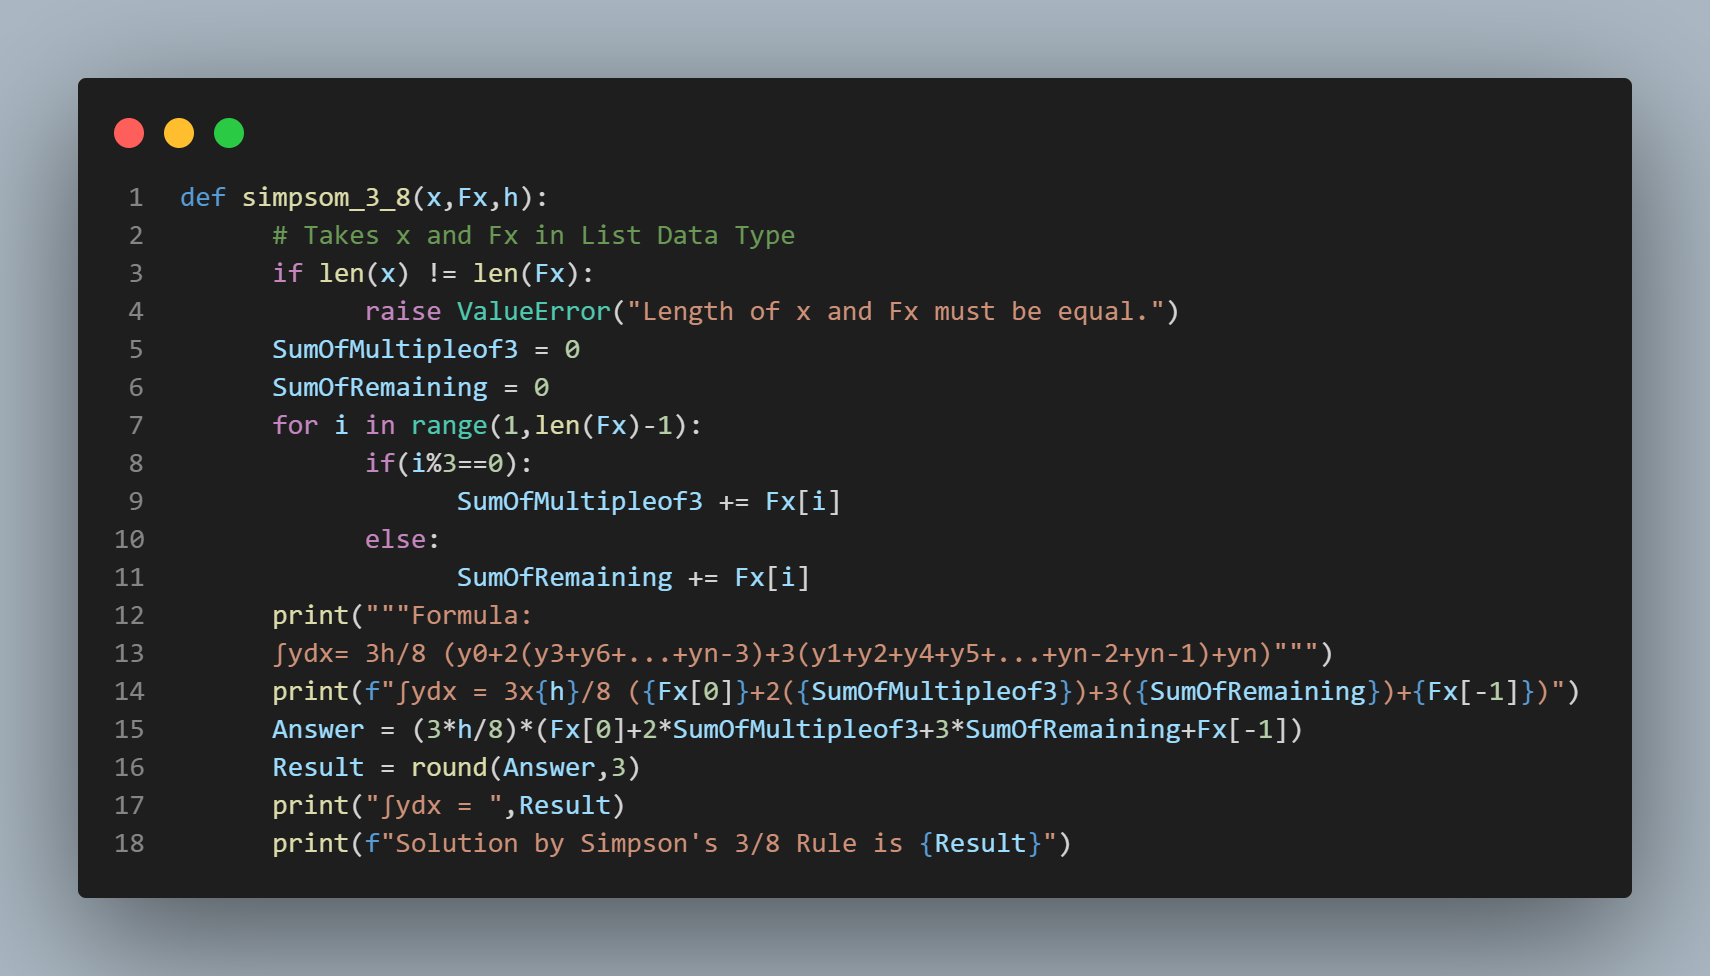 1 def simpsom_3_8(x,Fx,h):
2 # Takes x and Fx in List Data Type
3 if len(x) != len(Fx):
4 raise ValueError("Length of x and Fx must be equal.")
5 SumOfMultipleof3 = 0
6 SumOfRemaining = 0
7 for i in range(1,len(Fx)-1):
8 if(i%3==0):
9 SumOfMultipleof3 += Fx[i]
10 else:
11 SumOfRemaining += Fx[i]
12 print("""Formula:
13 ∫ydx= 3h/8 (y0+2(y3+y6+...+yn-3)+3(y1+y2+y4+y5+...+yn-2+yn-1)+yn)""")
14 print(f"∫ydx = 3x{h}/8 ({Fx[0]}+2({SumOfMultipleof3})+3({SumOfRemaining})+{Fx[-1]})")
15 Answer = (3*h/8)*(Fx[0]+2*SumOfMultipleof3+3*SumOfRemaining+Fx[-1])
16 Result = round(Answer,3)
17 print("∫ydx = ",Result)
18 print(f"Solution by Simpson's 3/8 Rule is {Result}")